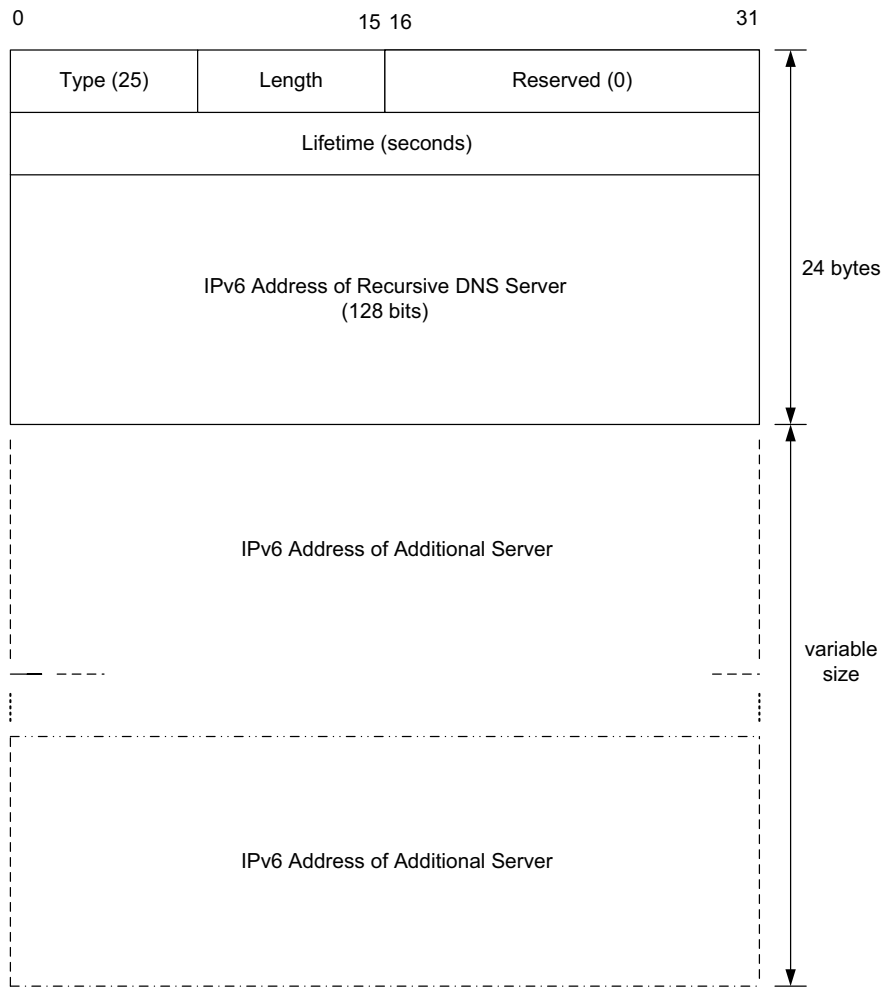 0 15 16 31
Type (25) Length Reserved (0)
Lifetime (seconds)
IPv6 Address of Recursive DNS Server
(128 bits)
24 bytes
IPv6 Address of Additional Server
variable
size
IPv6 Address of Additional Server